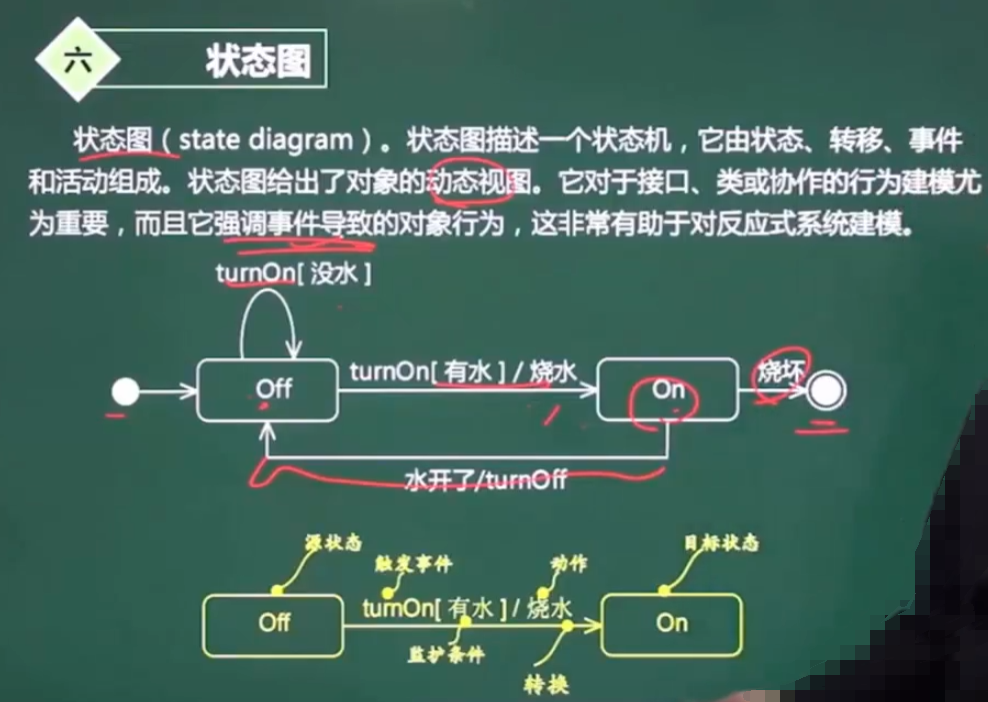 六
状态图
状态图（state diagram）。状态图描述一个状态机，它由状态、转移、事件
和活动组成。状态图给出了对象的动态视图。它对于接口、类或协作的行为建模尤
为重要，而且它强调事件导致的对象行为，这非常有助于对反应式系统建模。
turnOn[ 没水 ]
Off
turnOn[ 有水 ] / 烧水
On
烧坏
水开了/turnOff
源状态
触发事件
动作
目标状态
Off
turnOn[ 有水 ] / 烧水
On
监护条件
转换